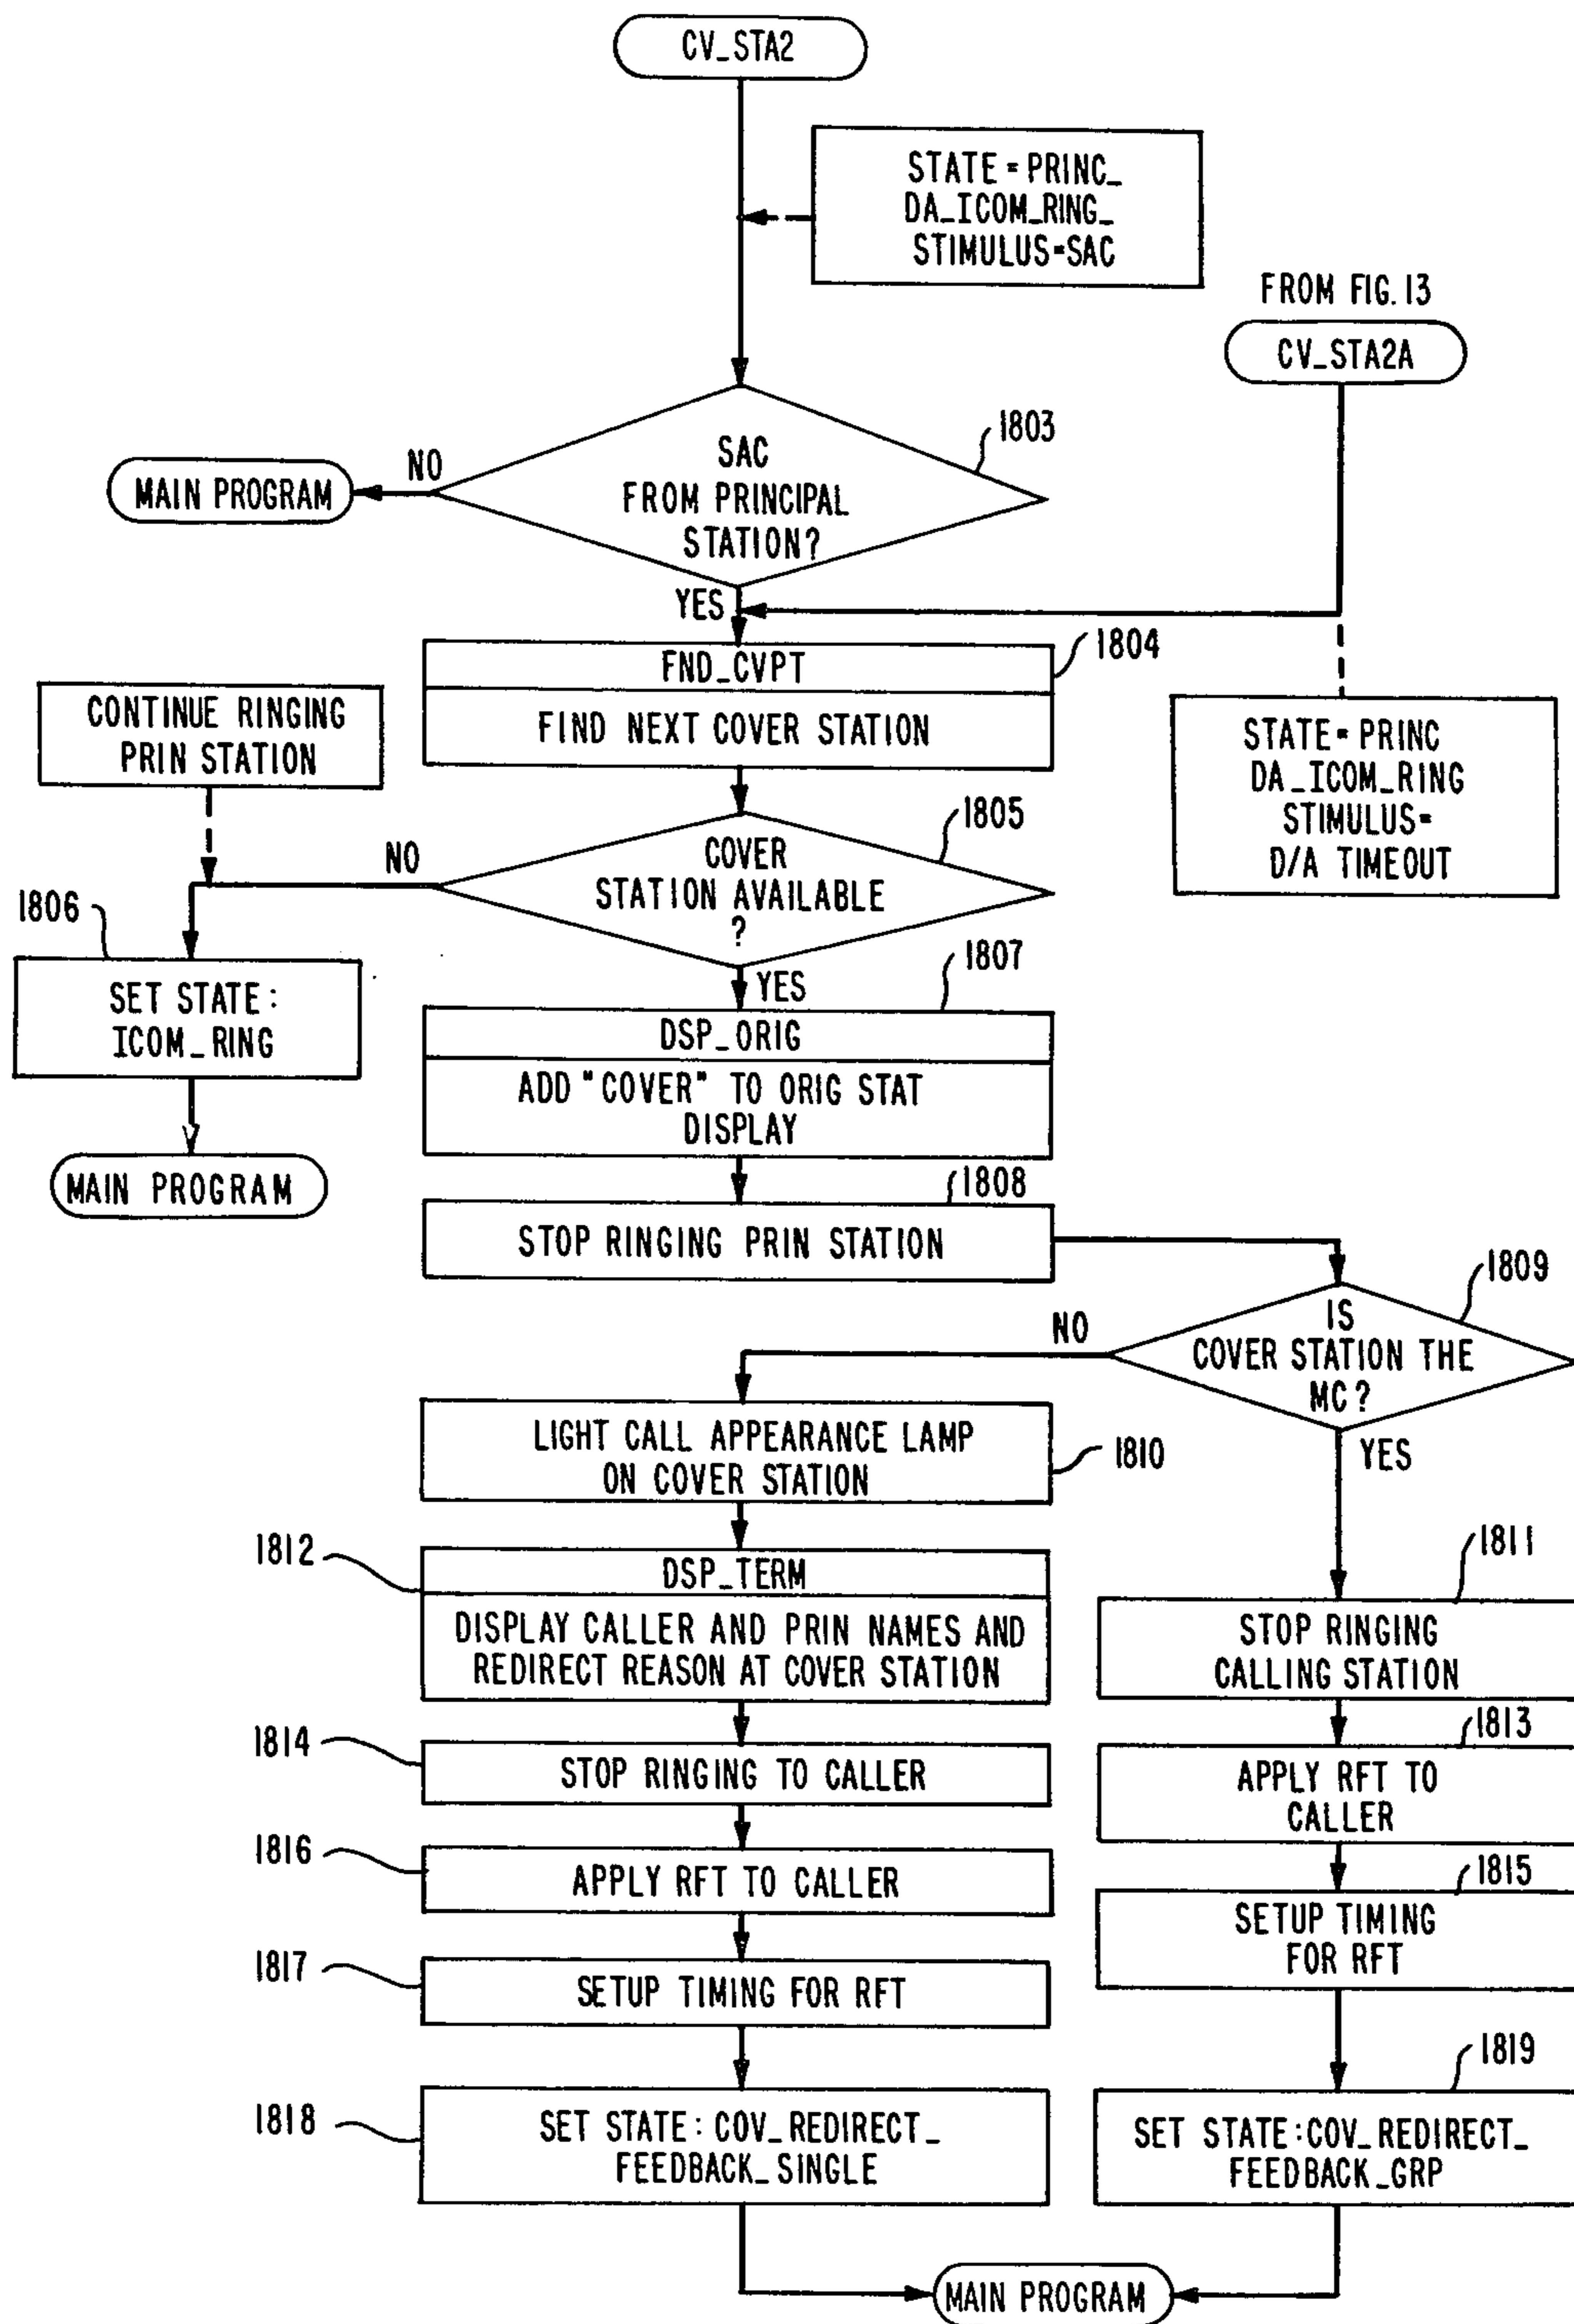 CV_STA2
STATE = PRINC_
DA_ICOM_RING_
STIMULUS=SAC
FROM FIG. 13
CV_STA2A
1803
SAC
FROM PRINCIPAL
STATION?
NO
MAIN PROGRAM
YES
1804
FND_CVPT
FIND NEXT COVER STATION
CONTINUE RINGING
PRIN STATION
STATE= PRINC
DA_ICOM_RING
STIMULUS=
D/A TIMEOUT
1805
COVER
STATION AVAILABLE
?
NO
1806
SET STATE:
ICOM_RING
MAIN PROGRAM
YES
1807
DSP_ORIG
ADD "COVER" TO ORIG STAT
DISPLAY
1808
STOP RINGING PRIN STATION
1809
IS
COVER STATION THE
MC?
NO
YES
LIGHT CALL APPEARANCE LAMP
ON COVER STATION
1810
1811
STOP RINGING
CALLING STATION
1812
DSP_TERM
DISPLAY CALLER AND PRIN NAMES AND
REDIRECT REASON AT COVER STATION
1813
APPLY RFT TO
CALLER
1814
STOP RINGING TO CALLER
1815
SETUP TIMING
FOR RFT
1816
APPLY RFT TO CALLER
1817
SETUP TIMING FOR RFT
1818
SET STATE: COV_REDIRECT_
FEEDBACK_SINGLE
1819
SET STATE:COV_REDIRECT_
FEEDBACK_GRP
MAIN PROGRAM